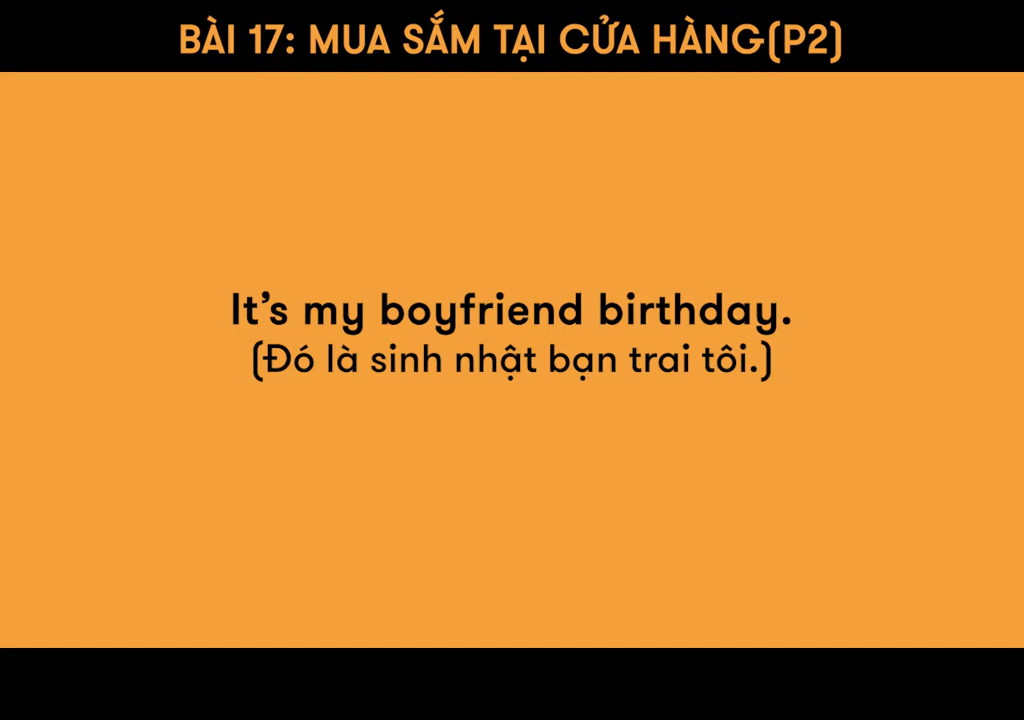 BÀI 17: MUA SẮM TẠI CỬA HÀNG(P2)
It’s my boyfriend birthday.
(Đó là sinh nhật bạn trai tôi.)